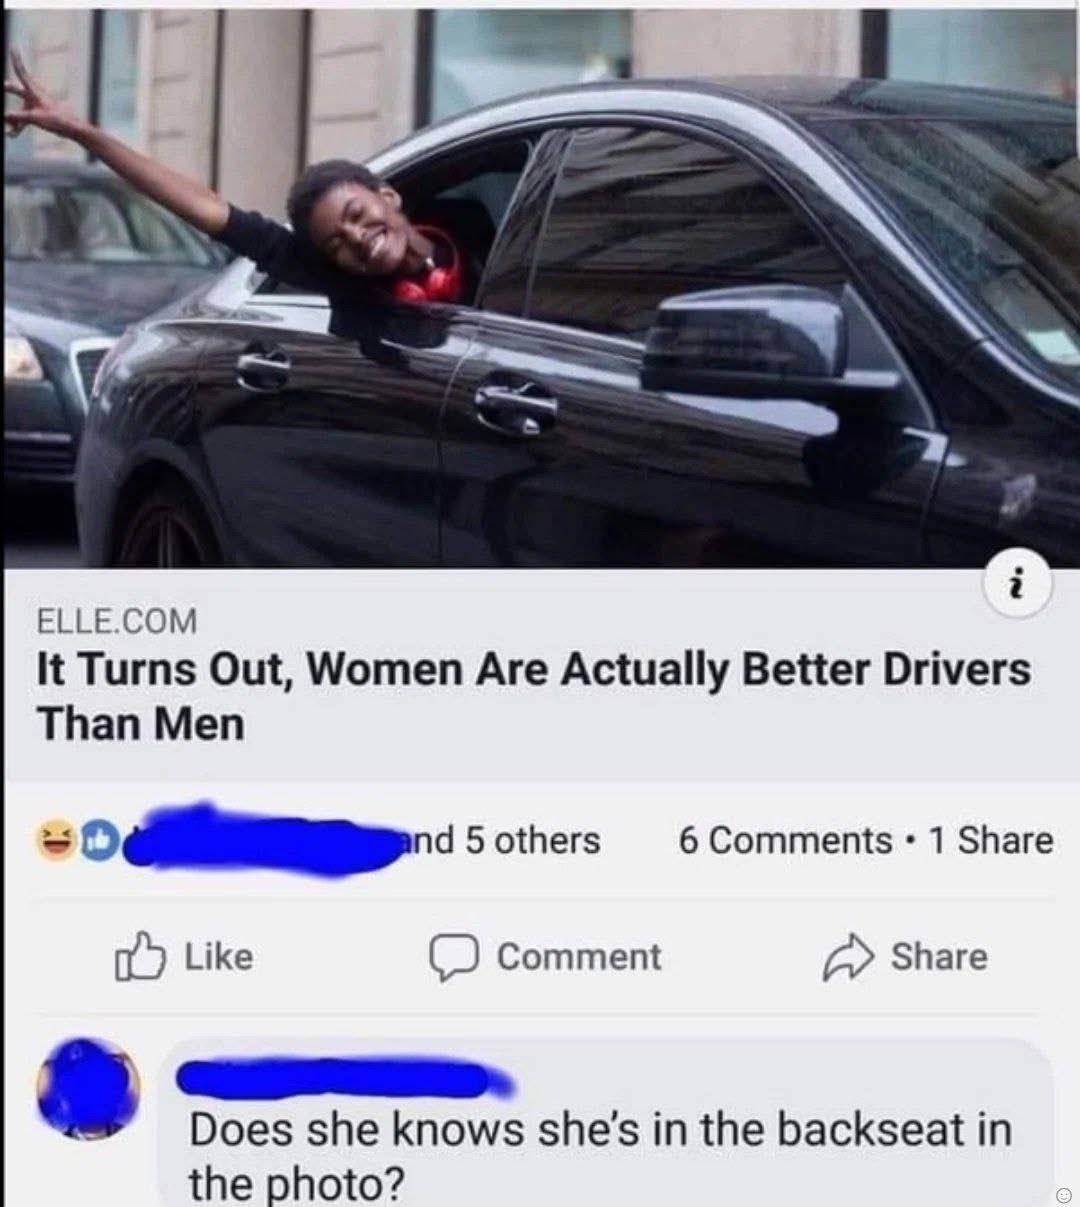 ELLE.COM
It Turns Out, Women Are Actually Better Drivers
Than Men
and 5 others 6 Comments • 1 Share
Like Comment Share
Does she knows she's in the backseat in
the photo?